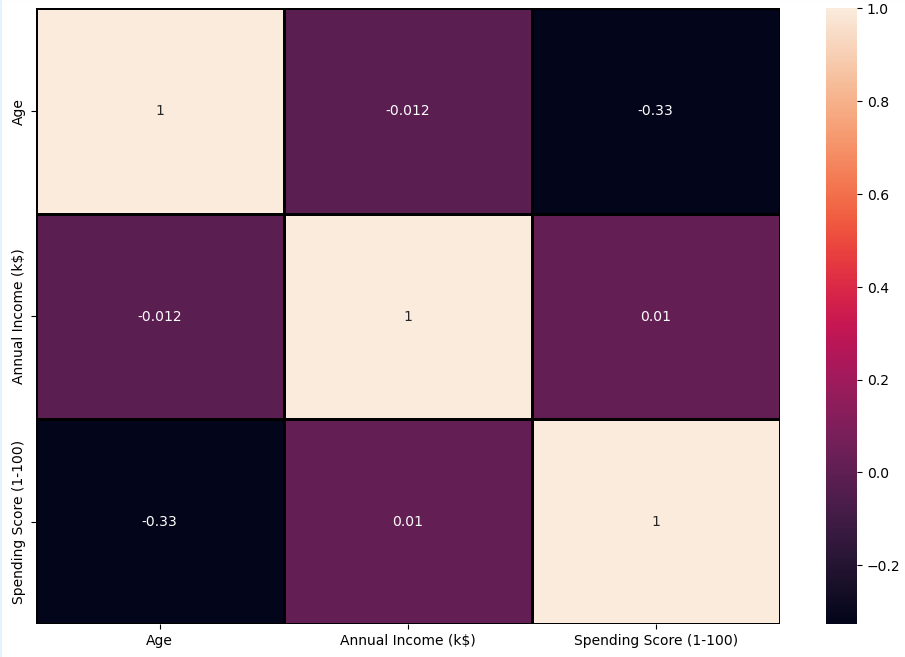 Age
1
-0.012
-0.33
Annual Income (k$)
-0.012
1
0.01
Spending Score (1-100)
-0.33
0.01
1
Age
Annual Income (k$)
Spending Score (1-100)
1.0
0.8
0.6
0.4
0.2
0.0
−0.2